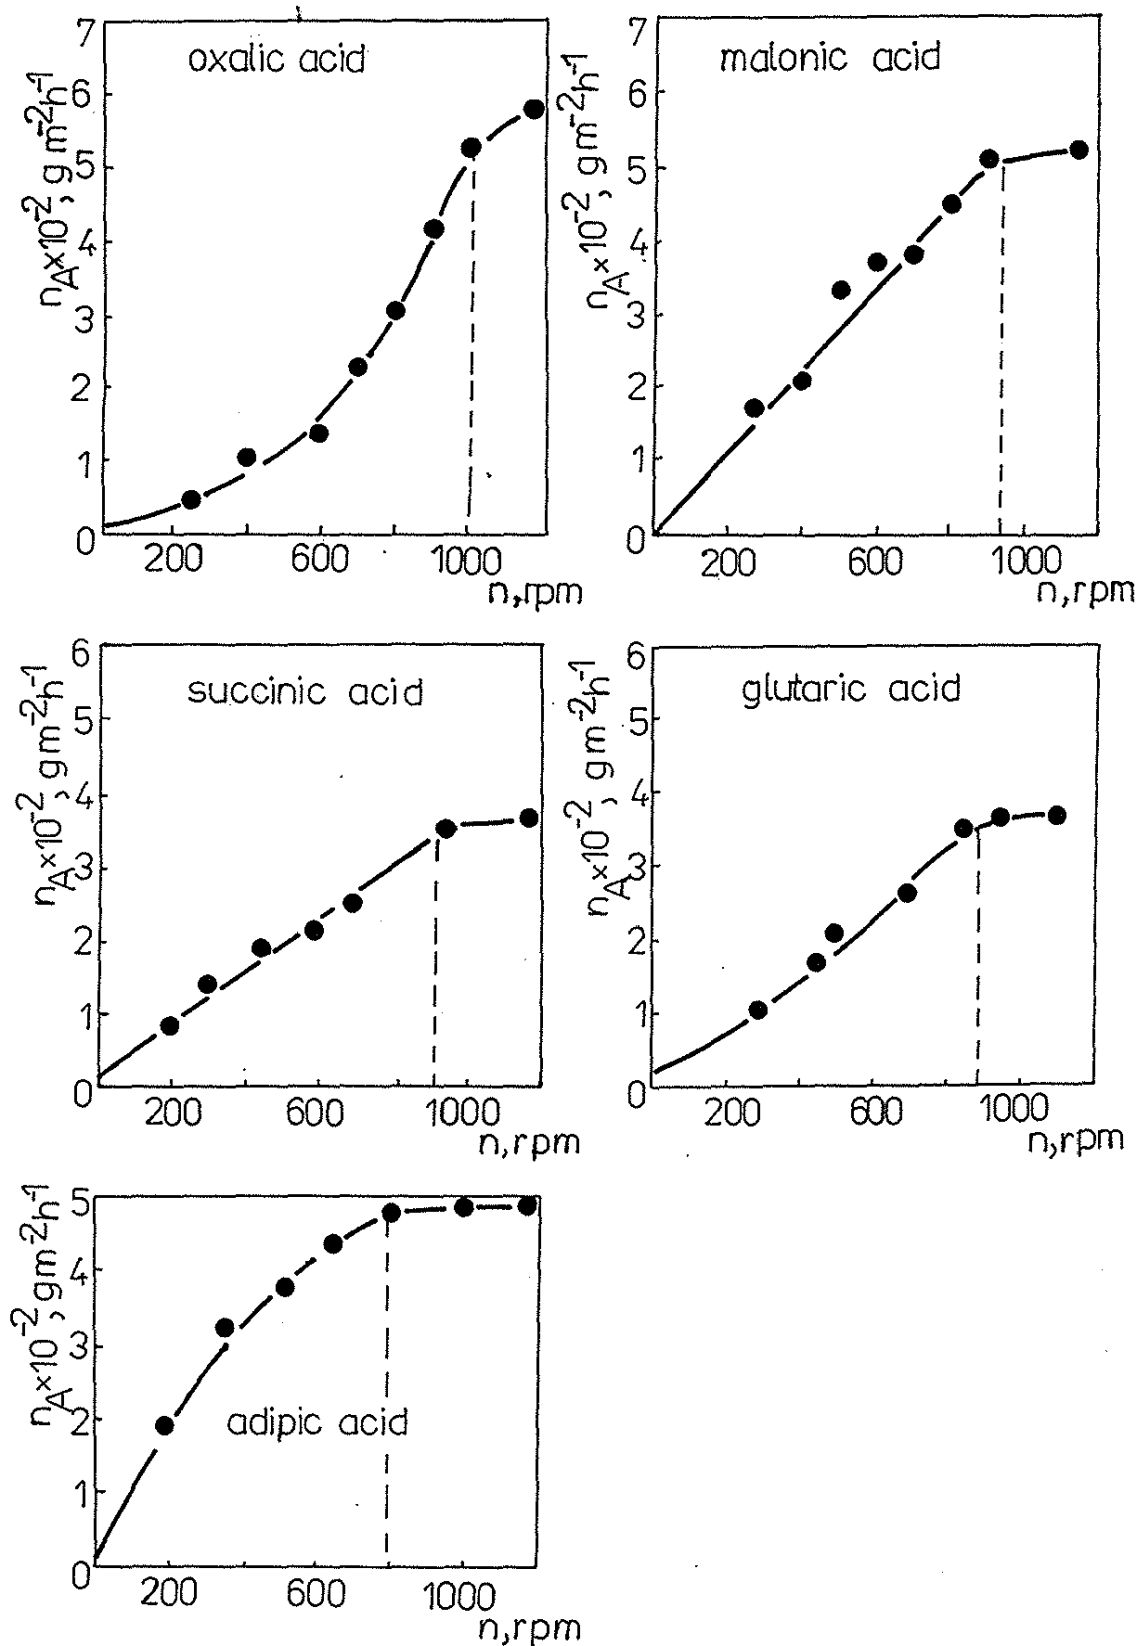 oxalic acid
n_A×10⁻², g m⁻²h⁻¹
7
6
5
4
3
2
1
0
200 600 1000
n,rpm
malonic acid
n_A×10⁻², g m⁻²h⁻¹
7
6
5
4
3
2
1
0
200 600 1000
n,rpm
succinic acid
n_A×10⁻², g m⁻²h⁻¹
6
5
4
3
2
1
0
200 600 1000
n,rpm
glutaric acid
n_A×10⁻², g m⁻²h⁻¹
6
5
4
3
2
1
0
200 600 1000
n,rpm
adipic acid
n_A×10⁻², gm⁻²h⁻¹
5
4
3
2
1
0
200 600 1000
n,rpm